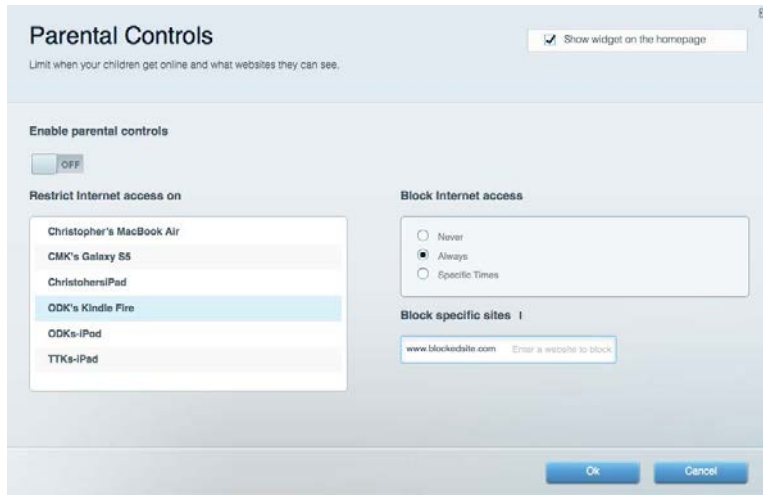 Parental Controls
Show widget on the homepage
Limit when your children get online and what websites they can see.
Enable parental controls
OFF
Restrict Internet access on
Christopher's MacBook Air
CMK's Galaxy S5
ChristohersiPad
ODK's Kindle Fire
ODKs-iPod
TTKs-iPad
Block Internet access
Never
Always
Specific Times
Block specific sites
www.blockedsite.com Enter a website to block
Ok
Cancel